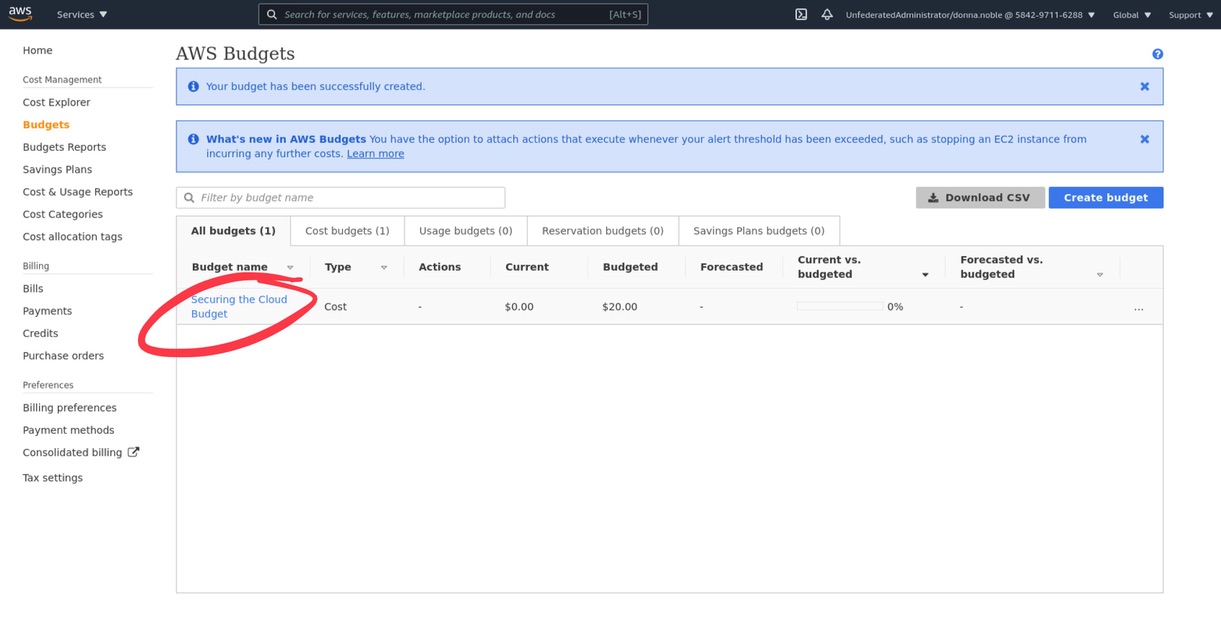 aws Services Search for services, features, marketplace products, and docs [Alt+S] UnfederatedAdministrator/donna.noble @ 5842-9711-6288 Global Support
Home
Cost Management
Cost Explorer
Budgets
Budgets Reports
Savings Plans
Cost & Usage Reports
Cost Categories
Cost allocation tags
Billing
Bills
Payments
Credits
Purchase orders
Preferences
Billing preferences
Payment methods
Consolidated billing
Tax settings
AWS Budgets
Your budget has been successfully created.
What's new in AWS Budgets You have the option to attach actions that execute whenever your alert threshold has been exceeded, such as stopping an EC2 instance from
incurring any further costs. Learn more
Filter by budget name Download CSV Create budget
All budgets (1) Cost budgets (1) Usage budgets (0) Reservation budgets (0) Savings Plans budgets (0)
Budget name Type Actions Current Budgeted Forecasted Current vs. budgeted Forecasted vs. budgeted
Securing the Cloud Budget Cost - $0.00 $20.00 - 0% - ...